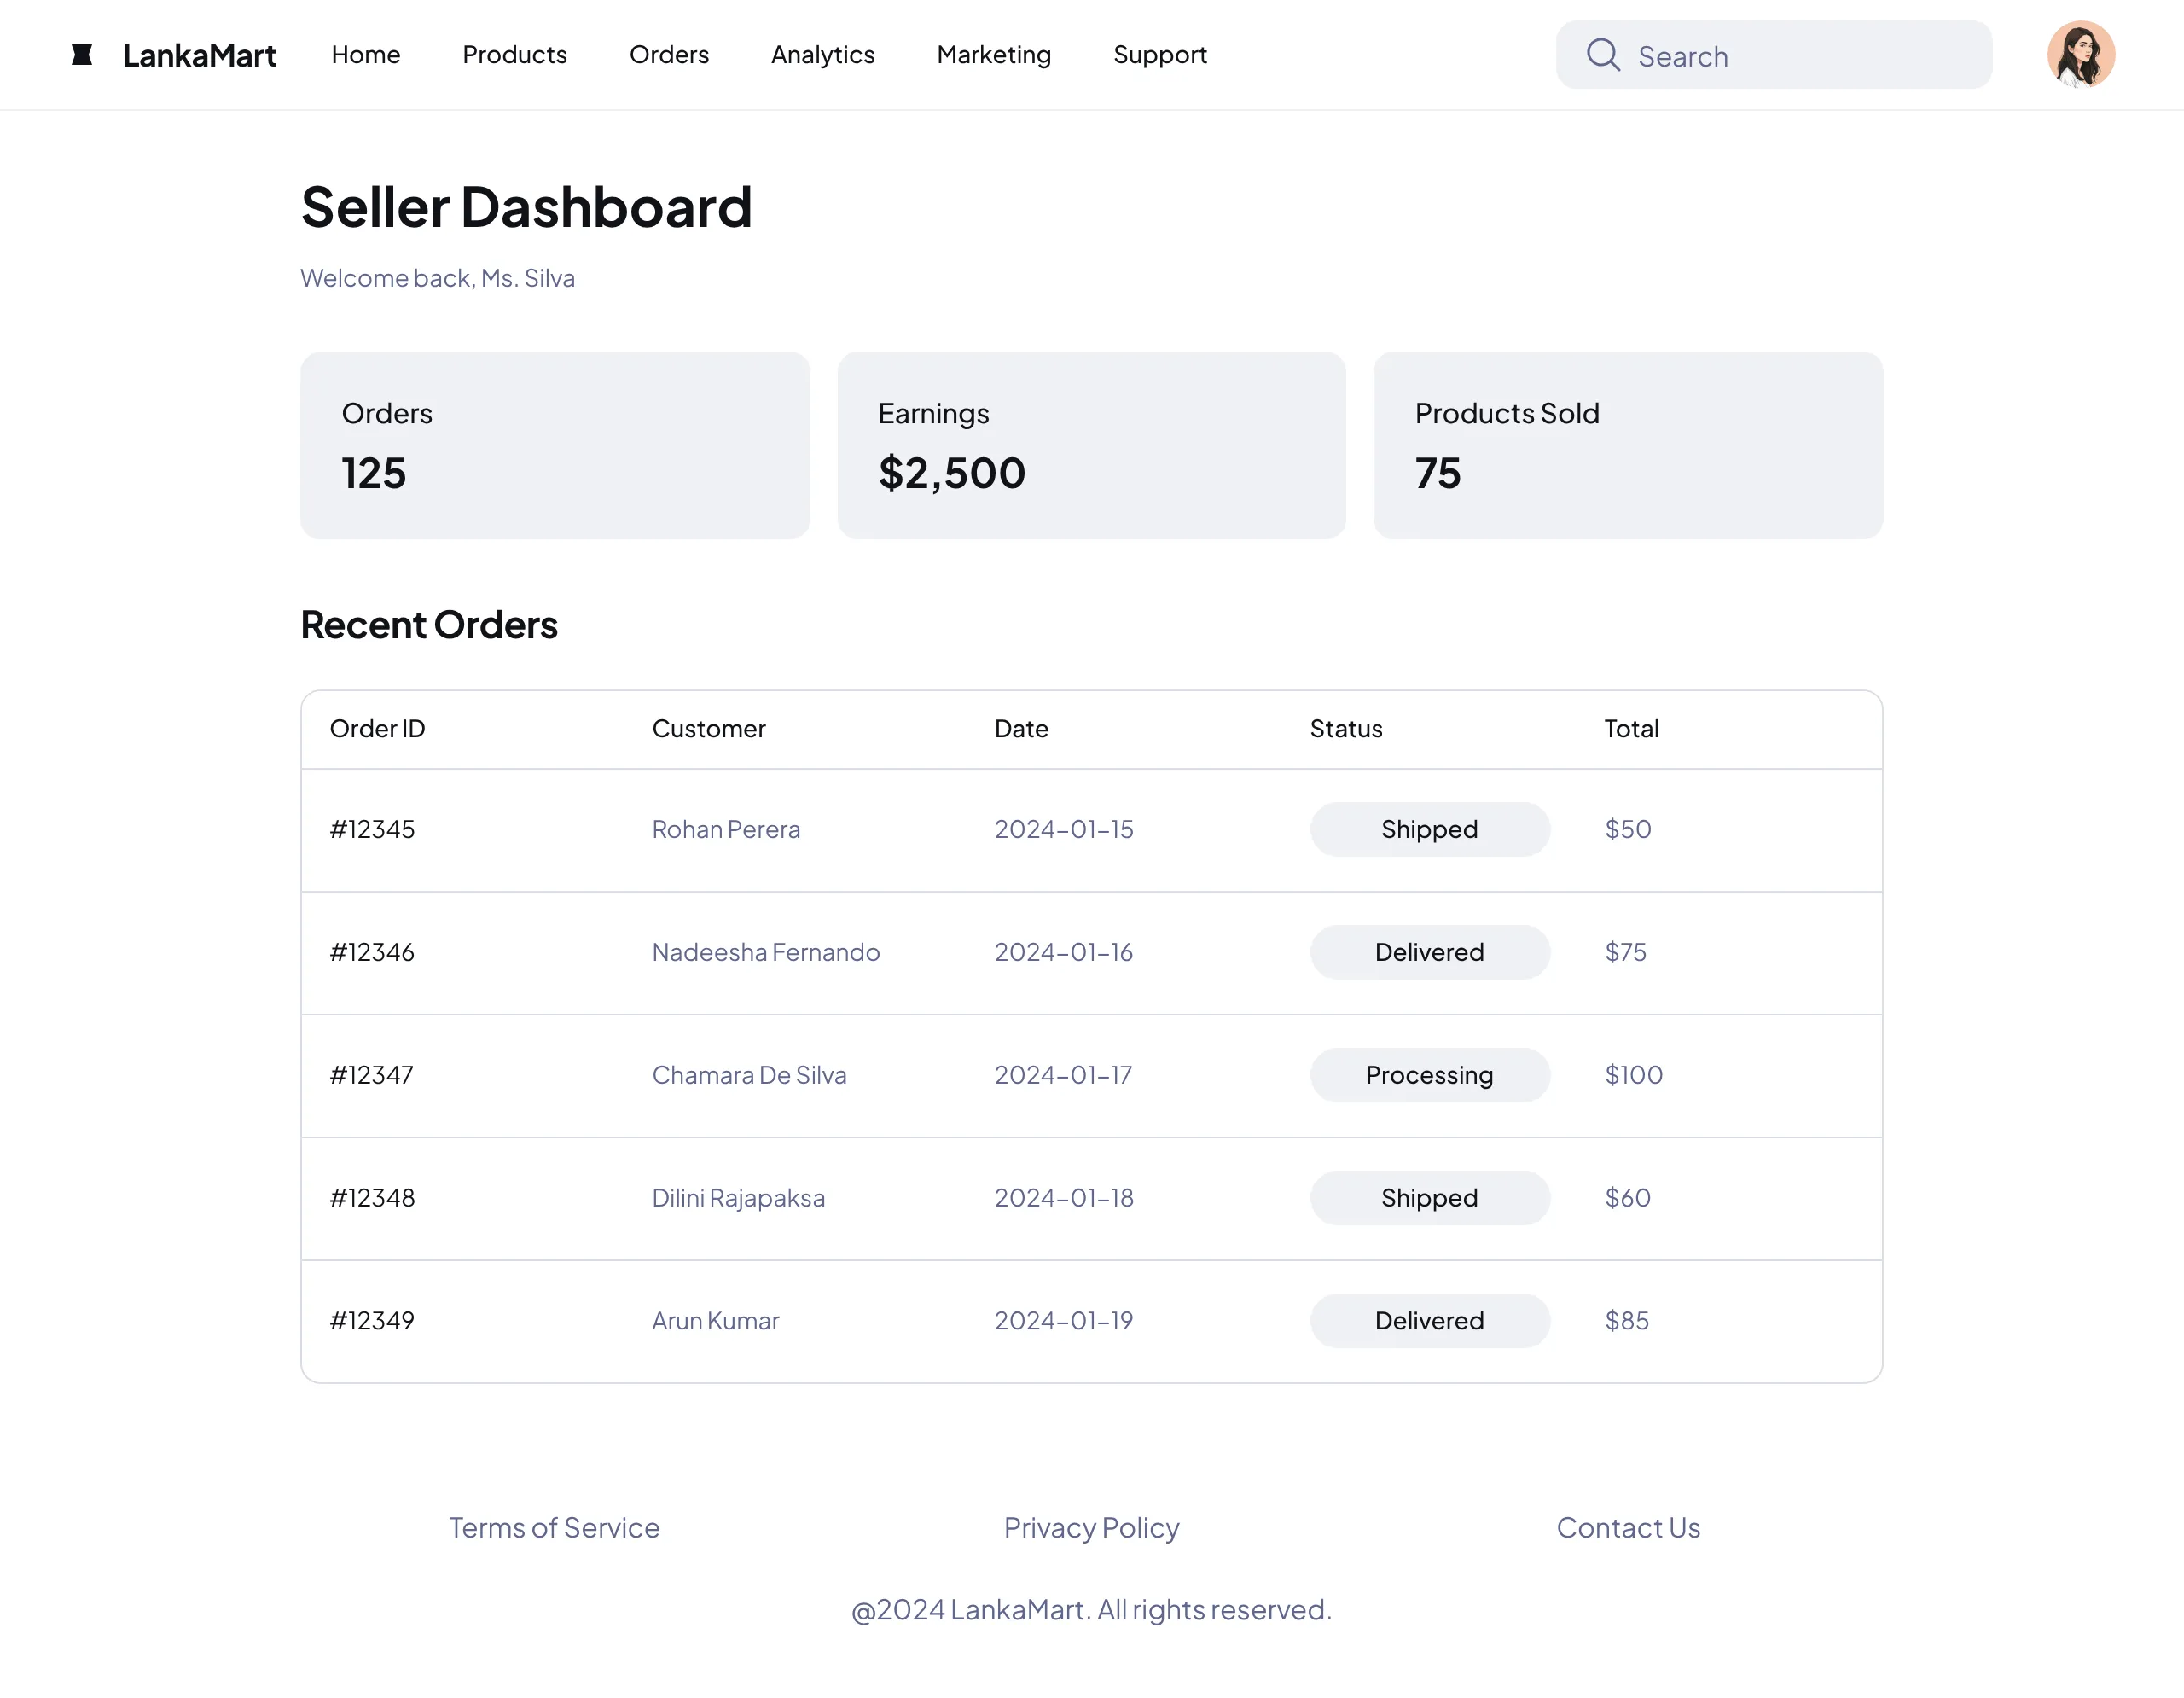 LankaMart Home Products Orders Analytics Marketing Support Search
Seller Dashboard
Welcome back, Ms. Silva
Orders Earnings Products Sold
125 $2,500 75
Recent Orders
Order ID Customer Date Status Total
#12345 Rohan Perera 2024-01-15 Shipped $50
#12346 Nadeesha Fernando 2024-01-16 Delivered $75
#12347 Chamara De Silva 2024-01-17 Processing $100
#12348 Dilini Rajapaksa 2024-01-18 Shipped $60
#12349 Arun Kumar 2024-01-19 Delivered $85
Terms of Service Privacy Policy Contact Us
@2024 LankaMart. All rights reserved.